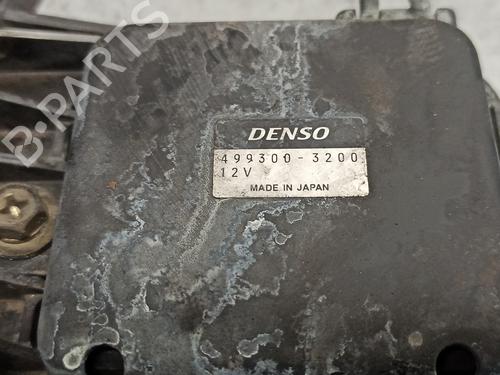 B-PARTS
DENSO
499300-3200
12V
MADE IN JAPAN